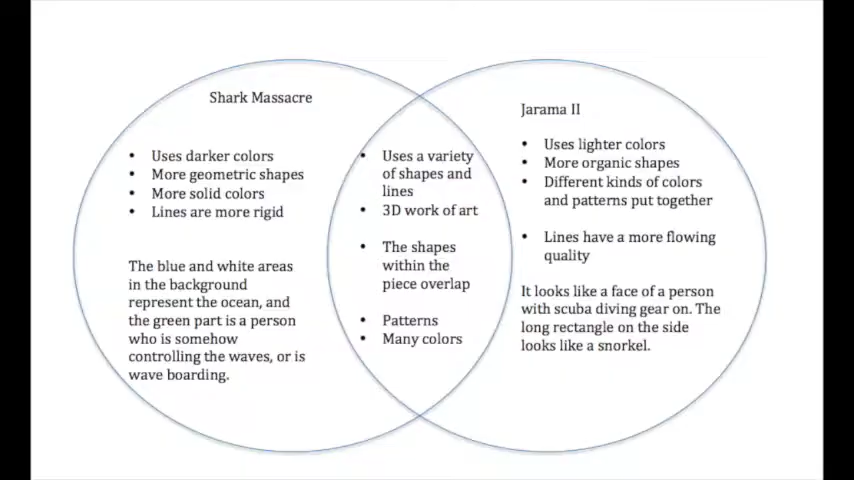 Shark Massacre
• Uses darker colors
• More geometric shapes
• More solid colors
• Lines are more rigid
The blue and white areas
in the background
represent the ocean, and
the green part is a person
who is somehow
controlling the waves, or is
wave boarding.
• Uses a variety
of shapes and
lines
• 3D work of art
• The shapes
within the
piece overlap
• Patterns
• Many colors
Jarama II
• Uses lighter colors
• More organic shapes
• Different kinds of colors
and patterns put together
• Lines have a more flowing
quality
It looks like a face of a person
with scuba diving gear on. The
long rectangle on the side
looks like a snorkel.